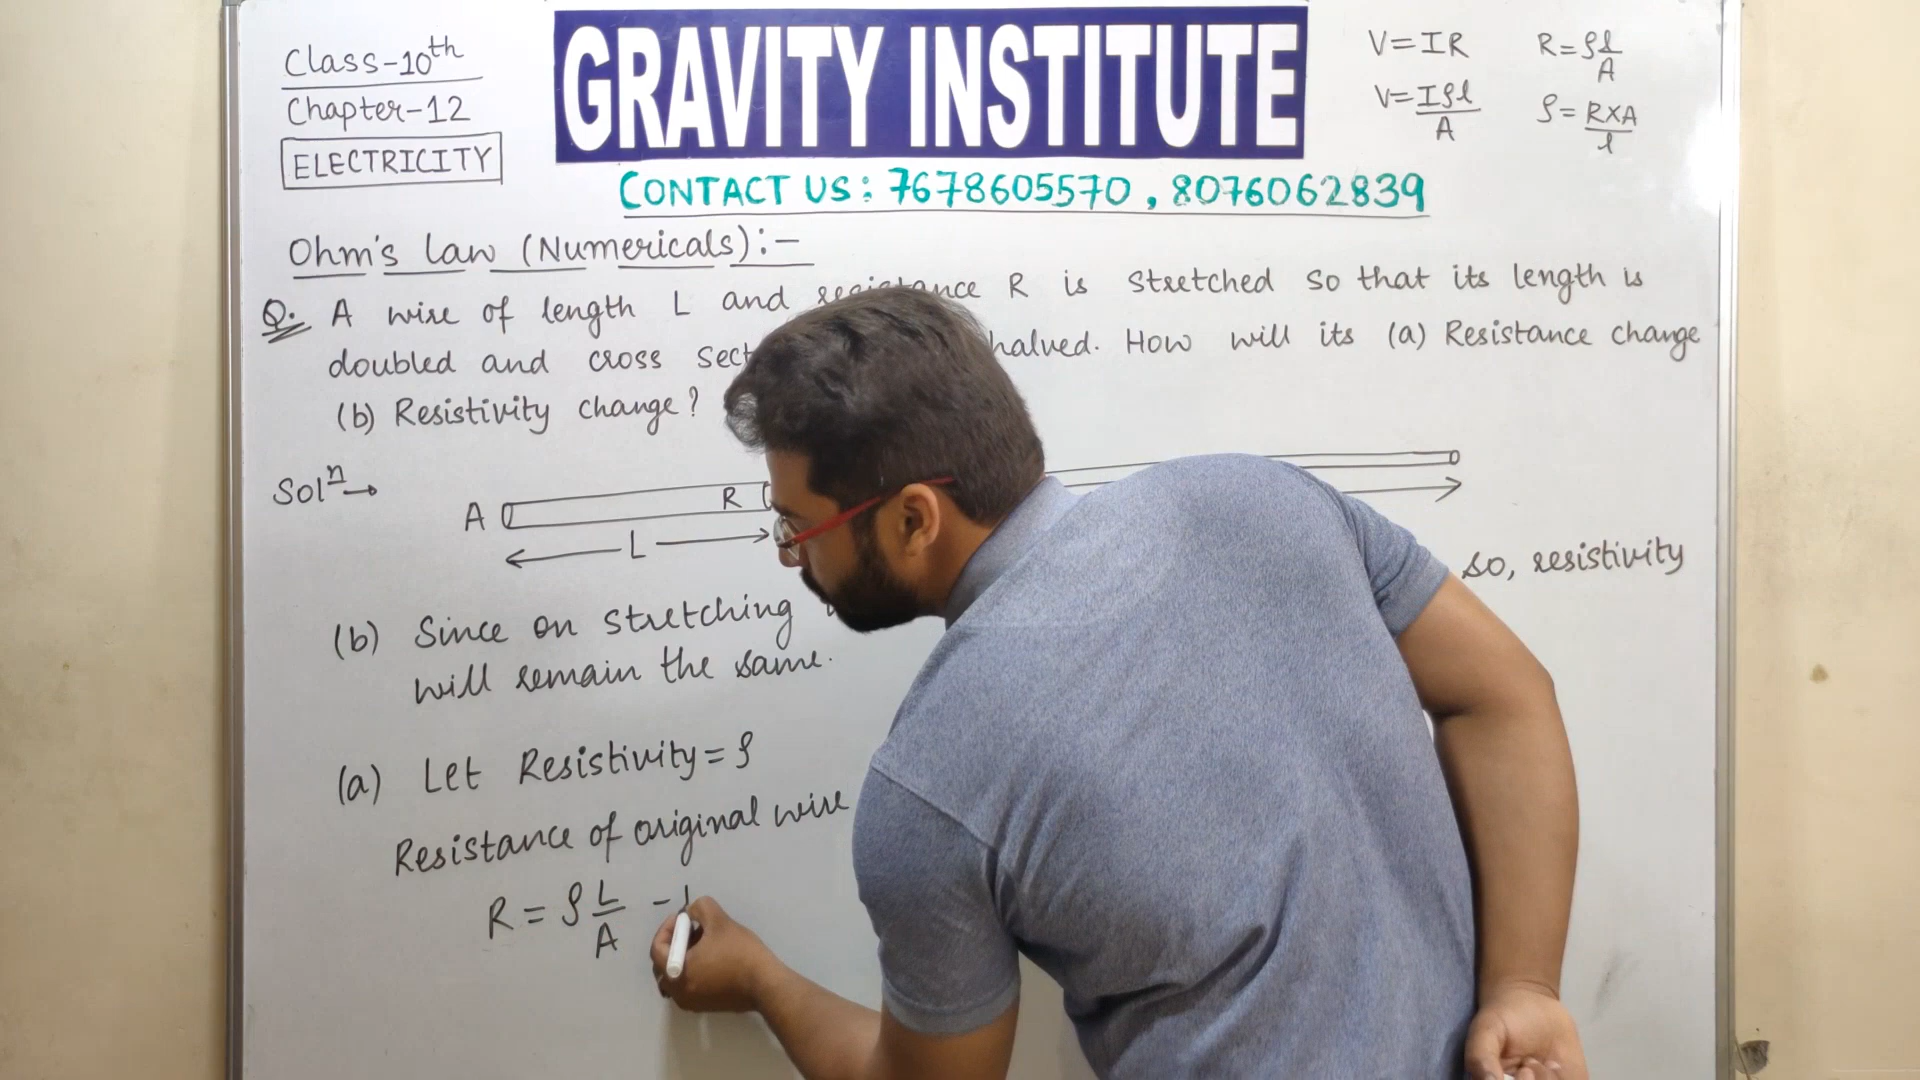 Class-10th
Chapter-12
ELECTRICITY
GRAVITY INSTITUTE
CONTACT US: 7678605570, 8076062839
V=IR
V=Iρl/A
R=ρl/A
ρ=R×A/l
Ohm's law (Numericals):-
Q. A wire of length L and resistance R is stretched so that its length is
doubled and cross halved. How will its (a) Resistance change
(b) Resistivity change?
Solⁿ→
A
R
L
(b) Since on stretching so, resistivity
will remain the same.
(a) Let Resistivity=ρ
Resistance of original wire
R = ρ L/A -